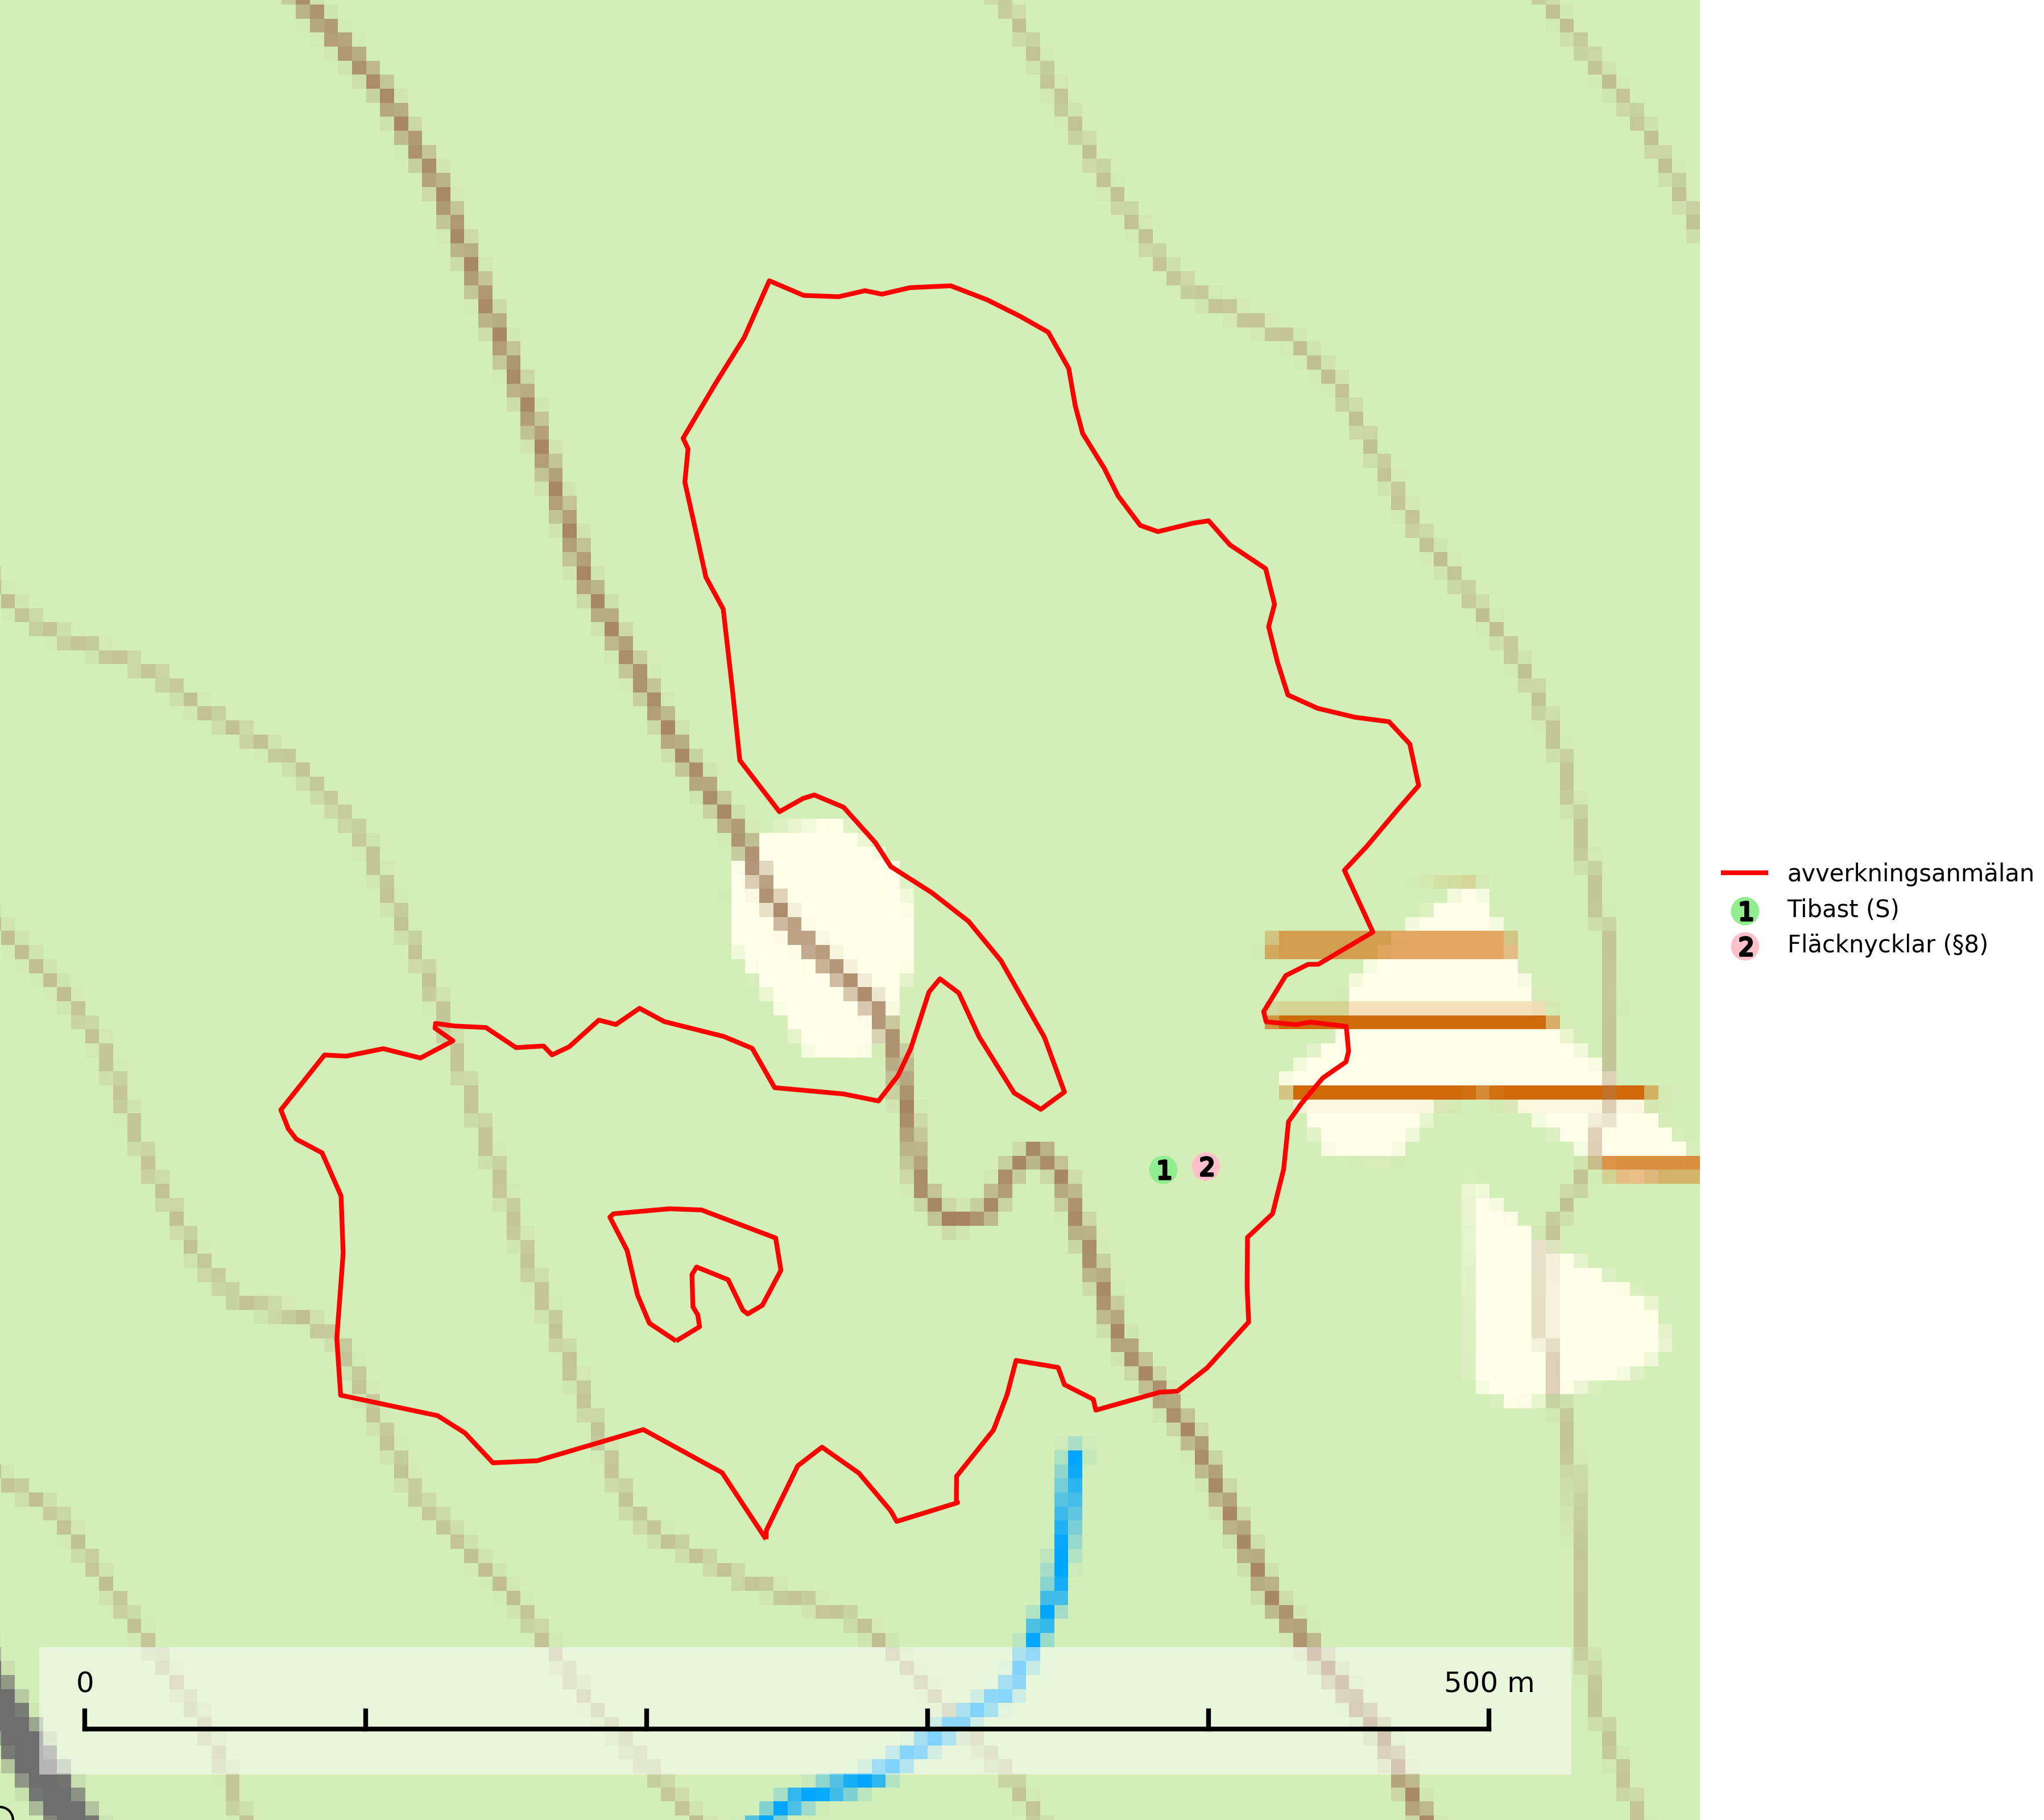 avverkningsanmälan
1 Tibast (S)
2 Fläcknycklar (§8)
1 2
0 500 m